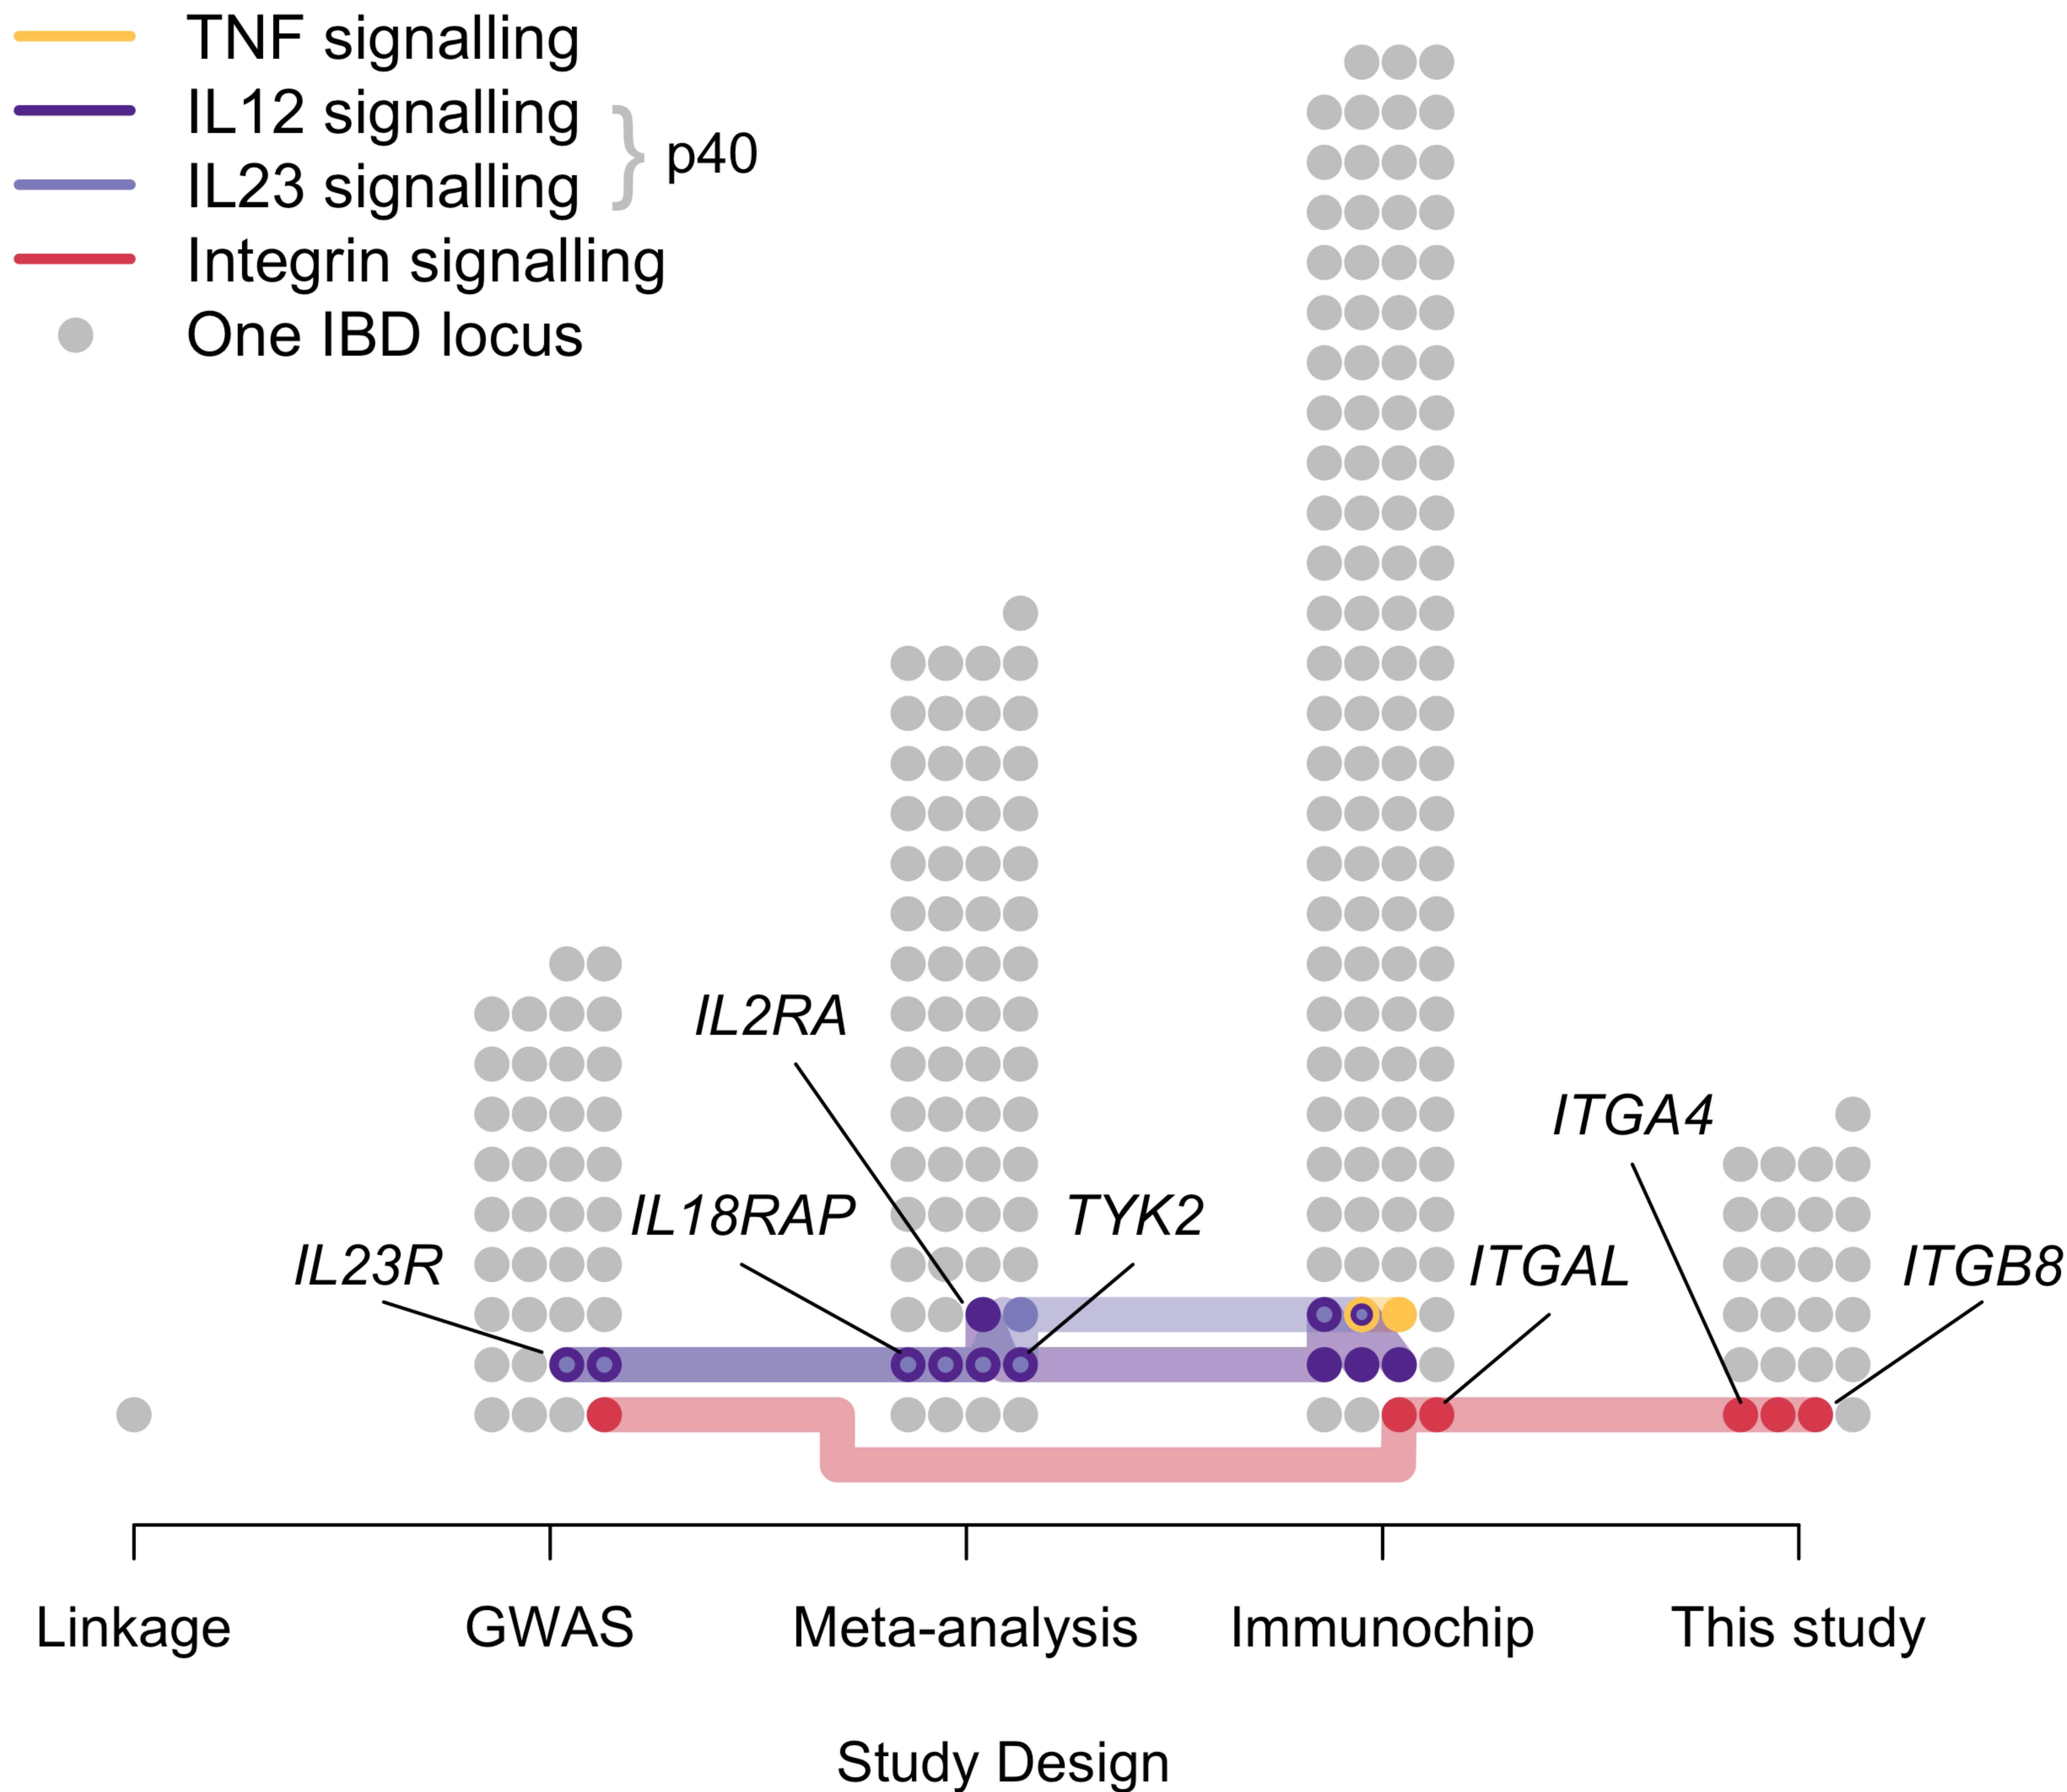 TNF signalling
IL12 signalling
p40
IL23 signalling
Integrin signalling
One IBD locus
IL2RA
ITGA4
IL18RAP
TYK2
IL23R
ITGAL
ITGB8
Linkage
GWAS
Meta-analysis
Immunochip
This study
Study Design